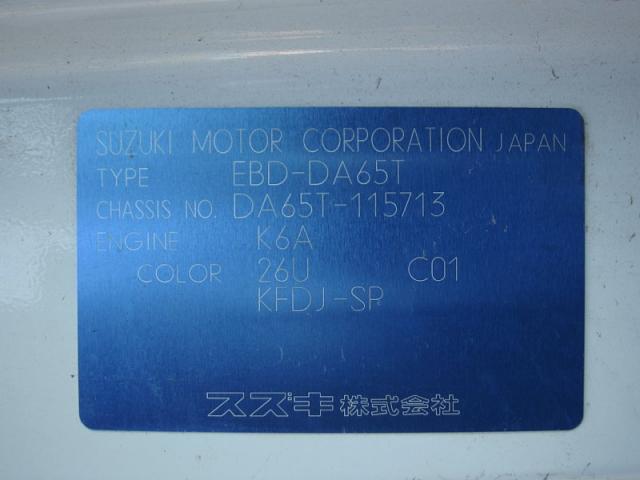 SUZUKI MOTOR CORPORATION JAPAN
TYPE EBD-DA65T
CHASSIS NO. DA65T-115713
ENGINE K6A
COLOR 26U C01
KFDJ-SP
スズキ株式会社